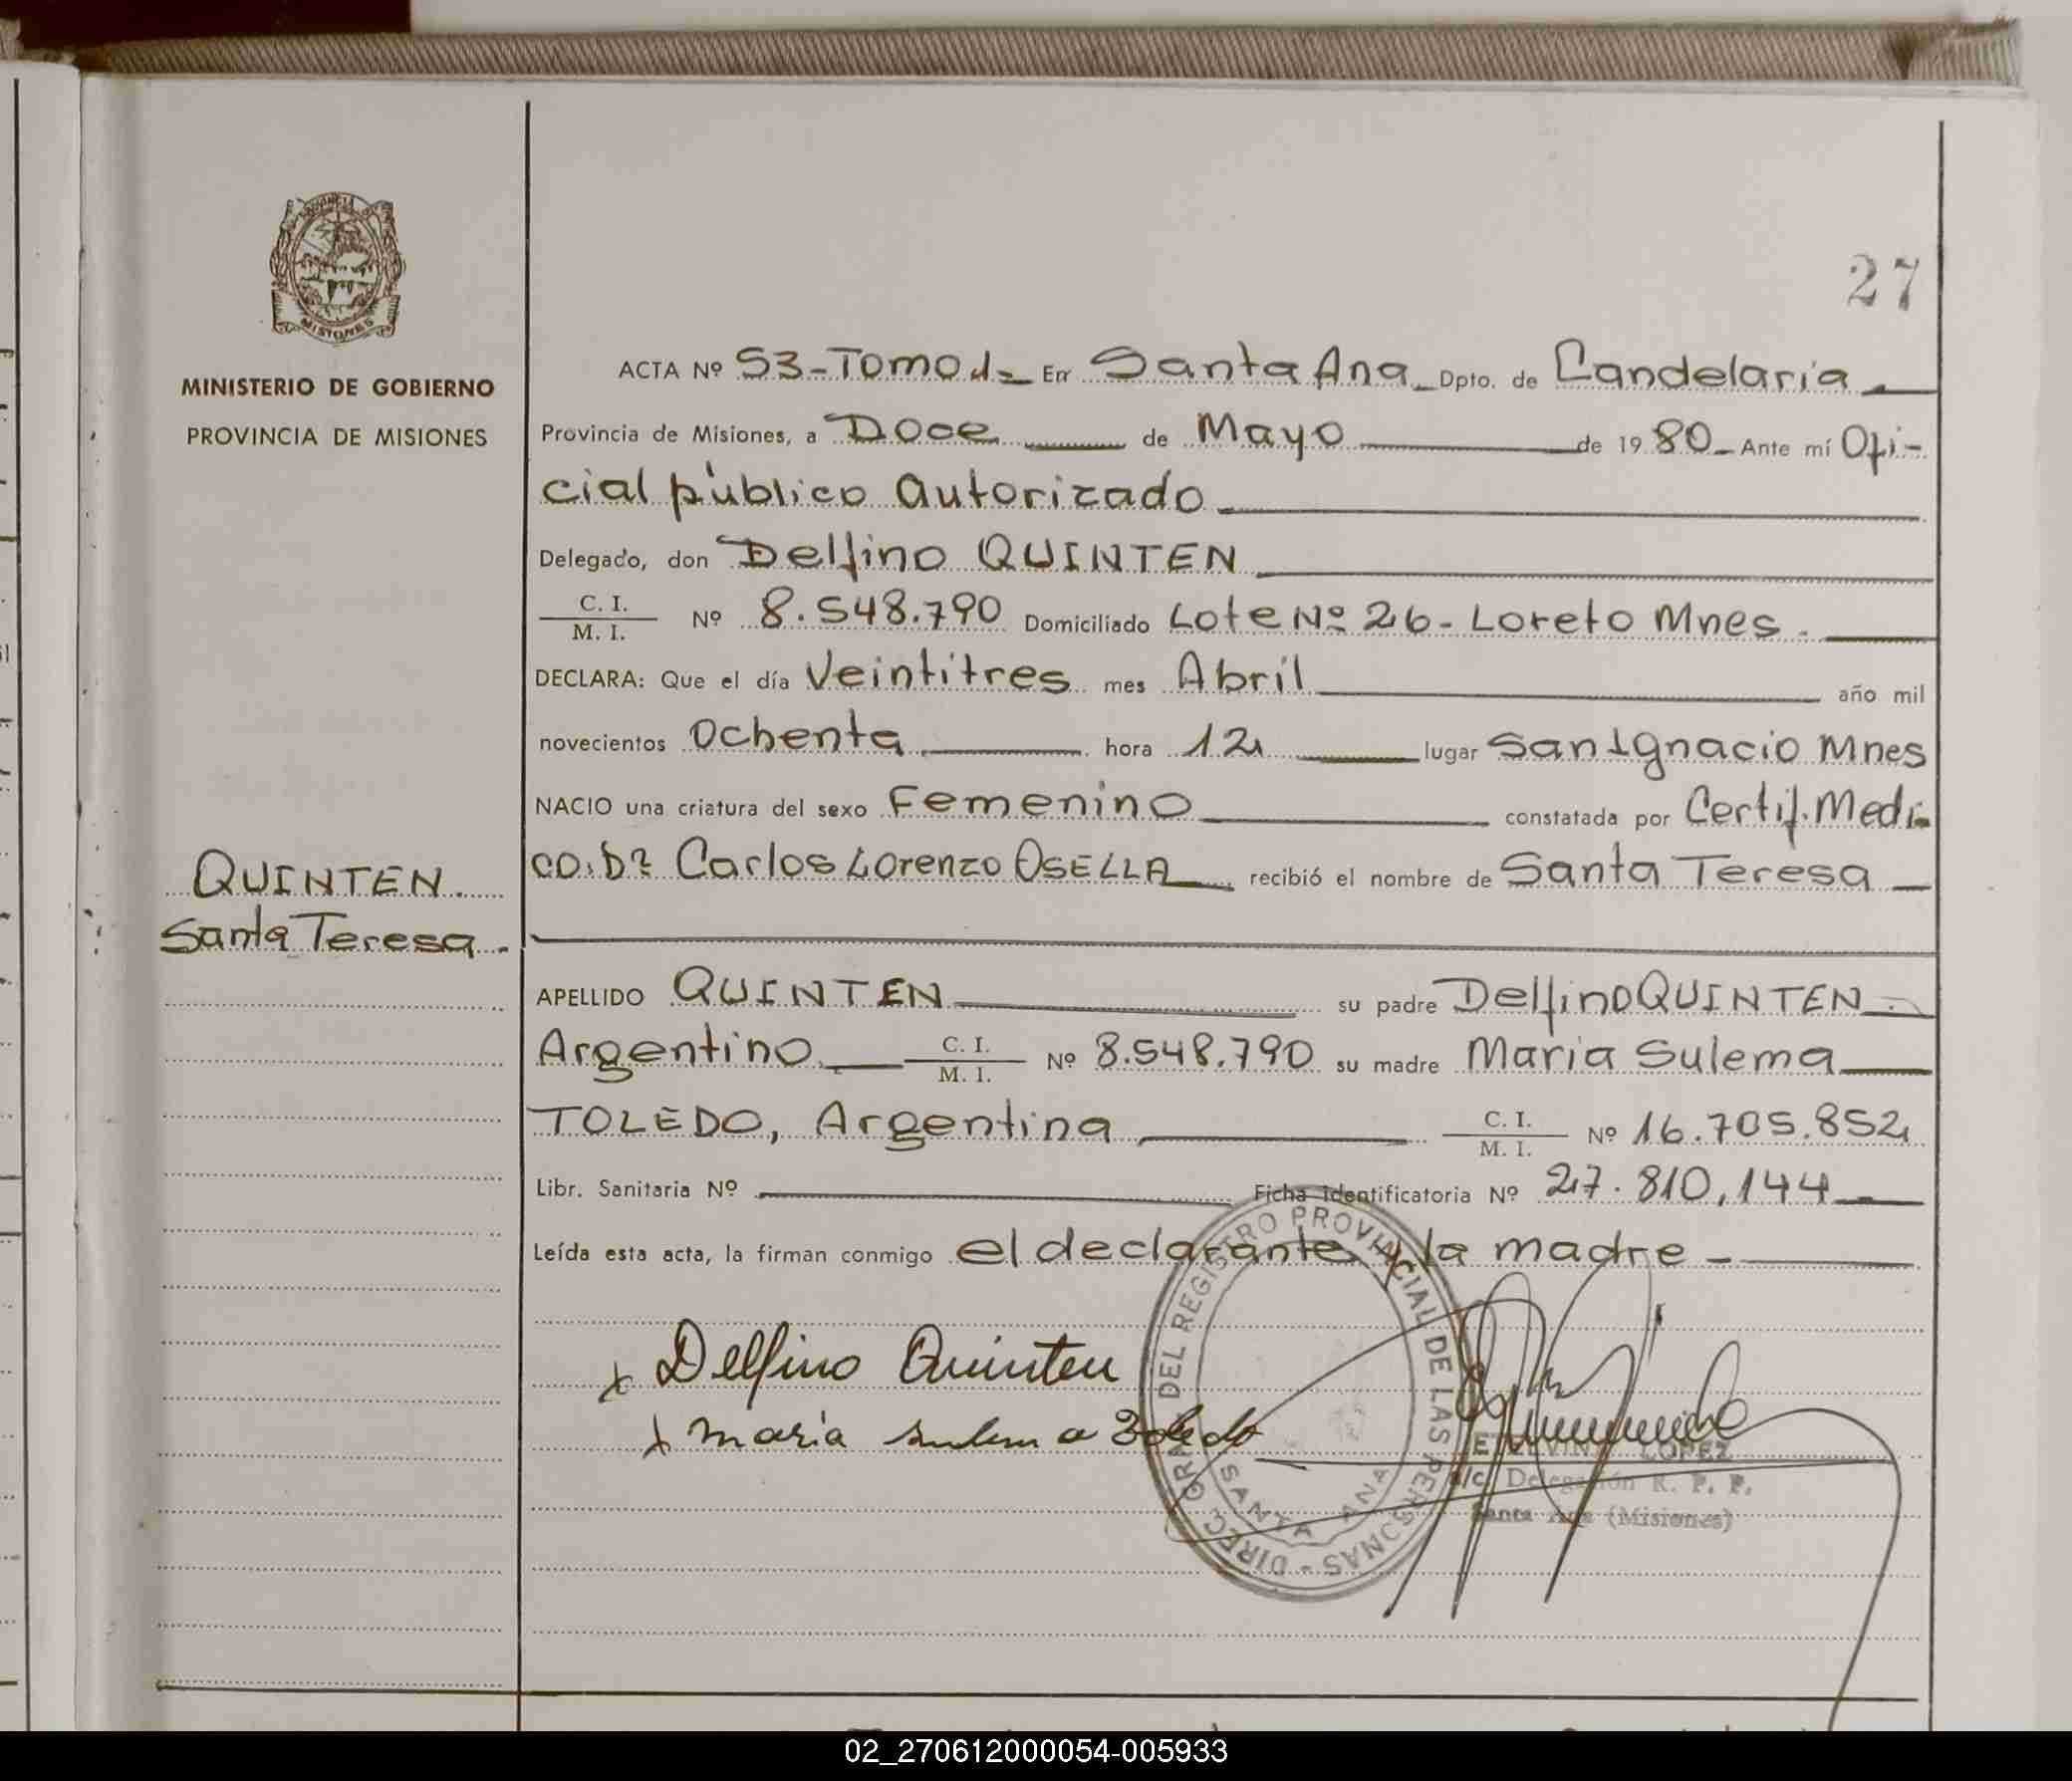 27
MISIONES
MINISTERIO DE GOBIERNO
PROVINCIA DE MISIONES
ACTA Nº 53-Tomo 1- En Santa Ana Dpto. de Candelaria
Provincia de Misiones, a Doce de Mayo de 1980 Ante mí Ofi-
cial público autorizado
Delegado, don Delfino QUINTEN
C. I.
M. I. Nº 8.548.790 Domiciliado Lote Nº 26- Loreto Mnes.
DECLARA: Que el día Veintitres mes Abril año mil
novecientos Ochenta hora 12 lugar San Ignacio Mnes
NACIO una criatura del sexo Femenino constatada por Certif. Medi-
co. Dr Carlos Lorenzo OSELLA recibió el nombre de Santa Teresa
QUINTEN.
Santa Teresa.
APELLIDO QUINTEN su padre Delfino QUINTEN
Argentino C. I.
M. I. Nº 8.548.790 su madre Maria Sulema
TOLEDO, Argentina C. I.
M. I. Nº 16.705.852
Libr. Sanitaria Nº Ficha identificatoria Nº 27.810,144
Leída esta acta, la firman conmigo el declarante y la madre
x Delfino Quinten
x Maria Sulema Toledo
DEL REGISTRO PROVINCIAL DE LAS PERSONAS - DIREC GRAL
SANTA ANA
LOPEZ
a/c Delegación R. P. P.
Santa Ana (Misiones)
02_270612000054-005933